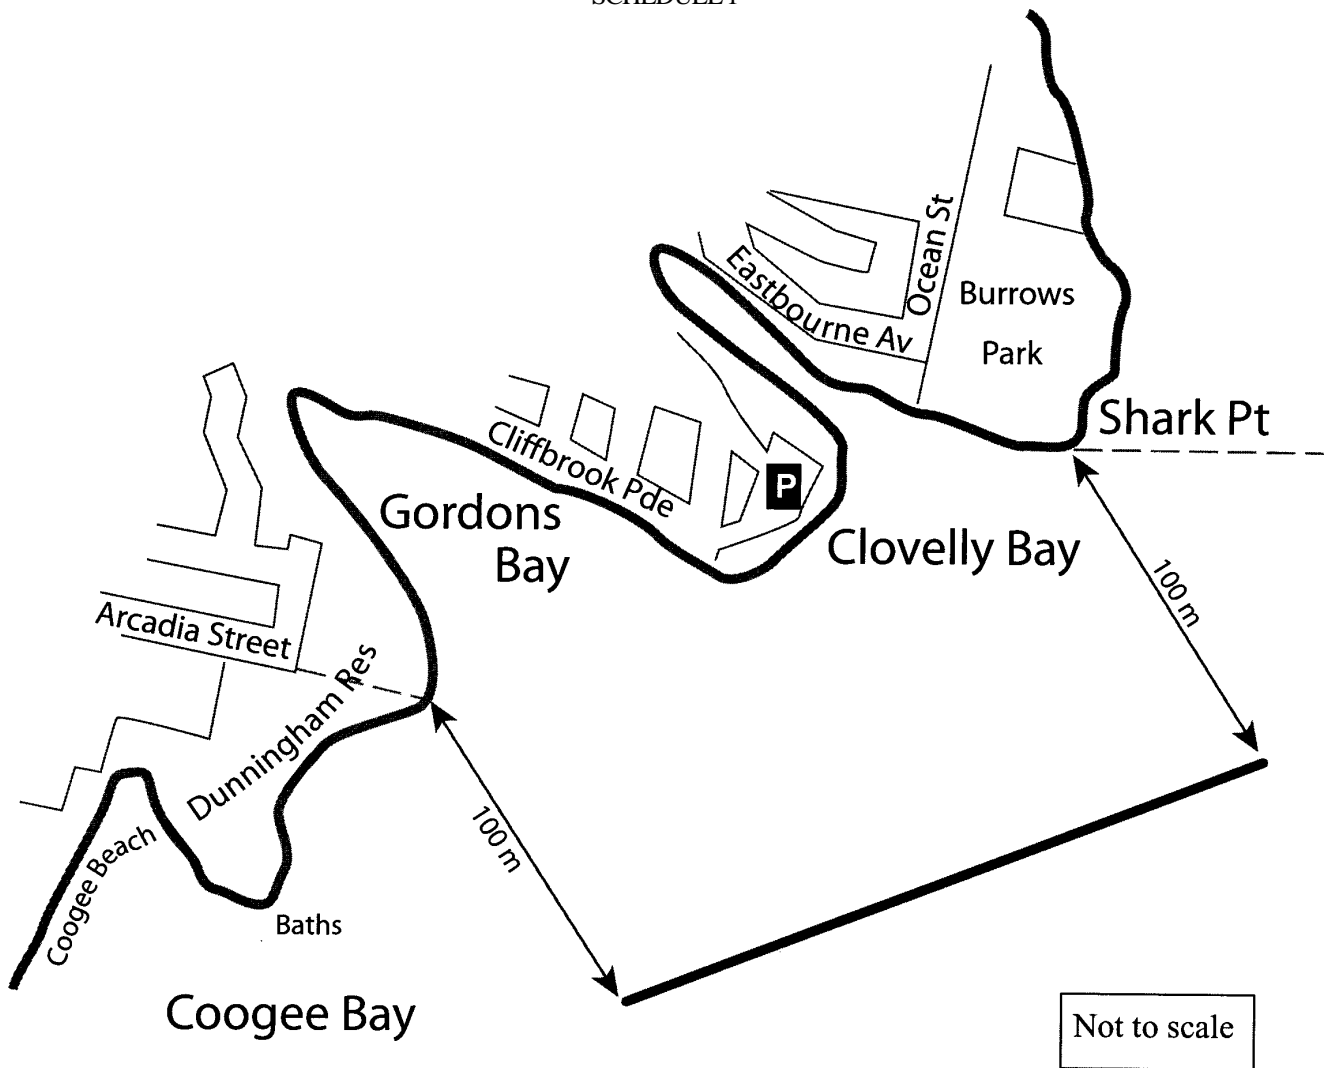 Ocean St
Eastbourne Av
Burrows
Park
Shark Pt
Cliffbrook Pde
P
Gordons
Bay
Clovelly Bay
100 m
Arcadia Street
Dunningham Res
100 m
Coogee Beach
Baths
Coogee Bay
Not to scale